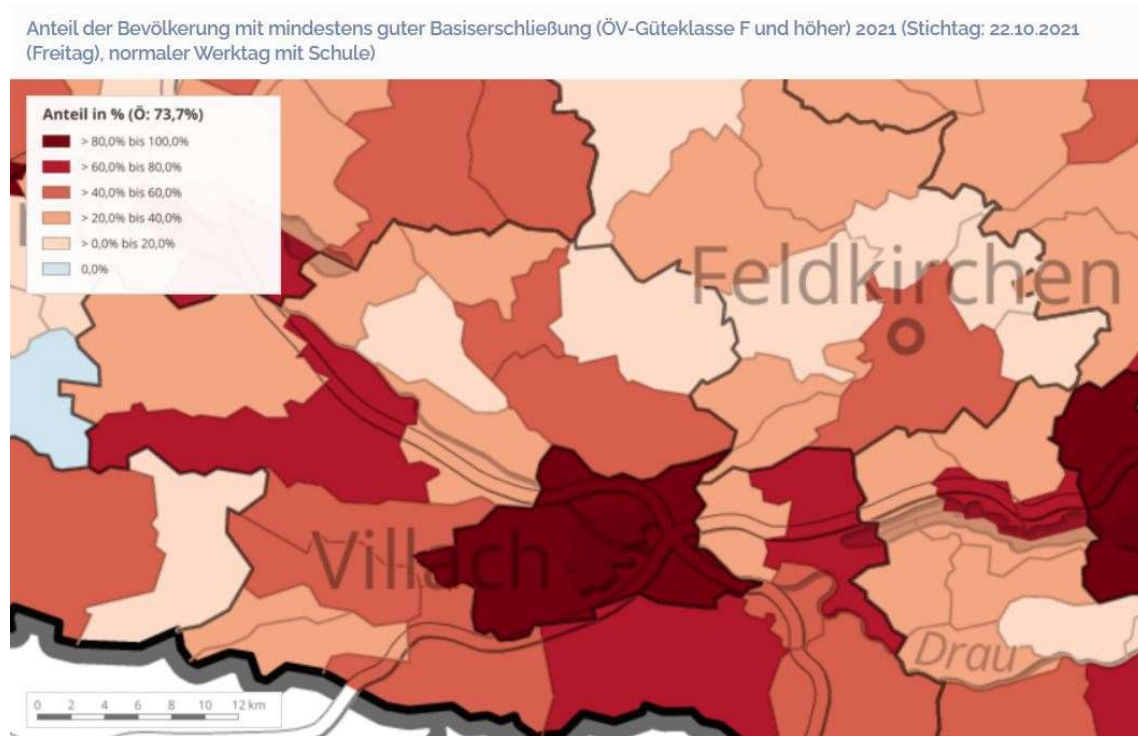 Anteil der Bevölkerung mit mindestens guter Basiserschließung (ÖV-Güteklasse F und höher) 2021 (Stichtag: 22.10.2021
(Freitag), normaler Werktag mit Schule)
Anteil in % (Ö: 73,7%)
> 80,0% bis 100,0%
> 60,0% bis 80,0%
> 40,0% bis 60,0%
> 20,0% bis 40,0%
> 0,0% bis 20,0%
0,0%
Feldkirchen
Villach
Drau
0 2 4 6 8 10 12 km